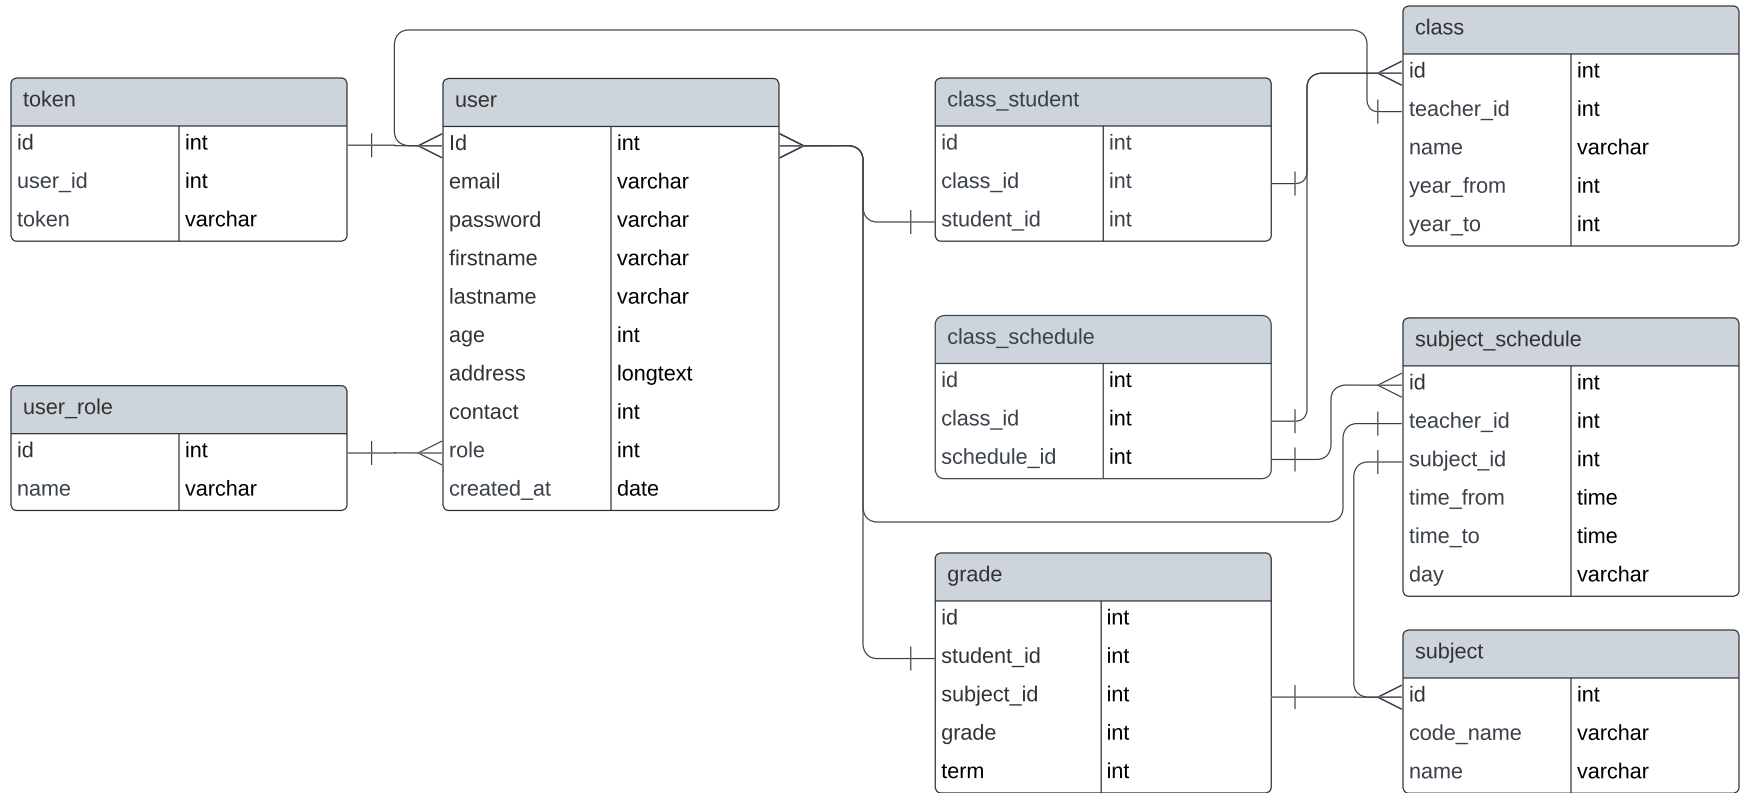 token
id int
user_id int
token varchar
user_role
id int
name varchar
user
Id int
email varchar
password varchar
firstname varchar
lastname varchar
age int
address longtext
contact int
role int
created_at date
class_student
id int
class_id int
student_id int
class_schedule
id int
class_id int
schedule_id int
grade
id int
student_id int
subject_id int
grade int
term int
class
id int
teacher_id int
name varchar
year_from int
year_to int
subject_schedule
id int
teacher_id int
subject_id int
time_from time
time_to time
day varchar
subject
id int
code_name varchar
name varchar